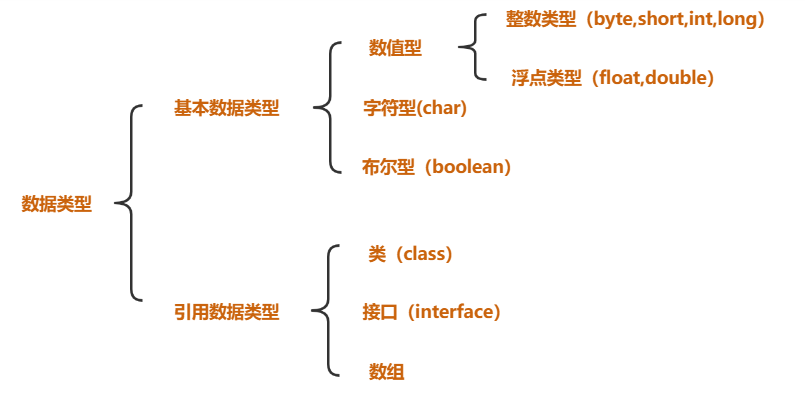 数据类型
基本数据类型
数值型
整数类型（byte,short,int,long）
浮点类型（float,double）
字符型(char)
布尔型（boolean）
引用数据类型
类（class）
接口（interface）
数组